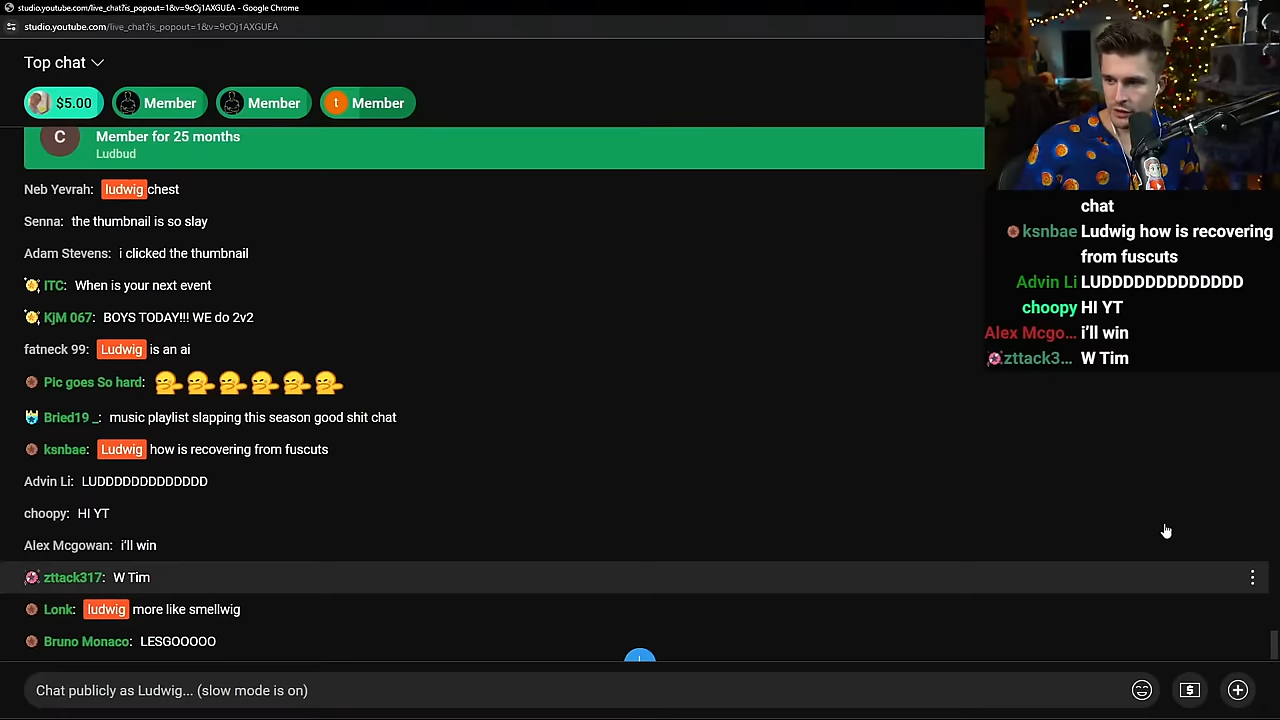 studio.youtube.com/live_chat?is_popout=1&v=9cOj1AXGUEA - Google Chrome
studio.youtube.com/live_chat?is_popout=1&v=9cOj1AXGUEA
Top chat
$5.00
Member
Member
t Member
C Member for 25 months
Ludbud
Neb Yevrah: ludwig chest
Senna: the thumbnail is so slay
Adam Stevens: i clicked the thumbnail
ITC: When is your next event
KjM 067: BOYS TODAY!!! WE do 2v2
fatneck 99: Ludwig is an ai
Plc goes So hard:
Bried19 _: music playlist slapping this season good shit chat
ksnbae: Ludwig how is recovering from fuscuts
Advin Li: LUDDDDDDDDDDDDD
choopy: HI YT
Alex Mcgowan: i'll win
zttack317: W Tim
Lonk: ludwig more like smellwig
Bruno Monaco: LESGOOOOO
Chat publicly as Ludwig... (slow mode is on)
chat
ksnbae Ludwig how is recovering
from fuscuts
Advin Li LUDDDDDDDDDDDDD
choopy HI YT
Alex Mcgo... i'll win
zttack3... W Tim